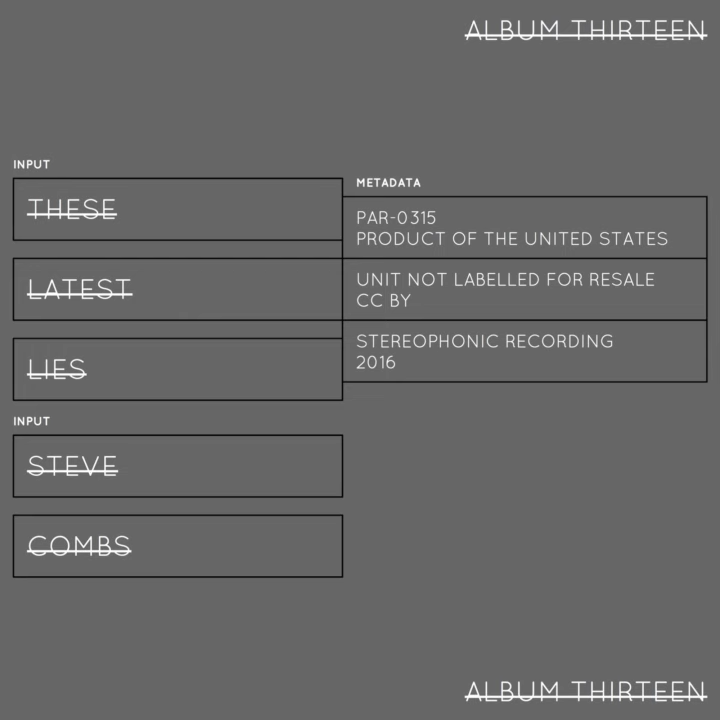 ALBUM THIRTEEN
INPUT
THESE
LATEST
LIES
METADATA
PAR-0315
PRODUCT OF THE UNITED STATES
UNIT NOT LABELLED FOR RESALE
CC BY
STEREOPHONIC RECORDING
2016
INPUT
STEVE
COMBS
ALBUM THIRTEEN